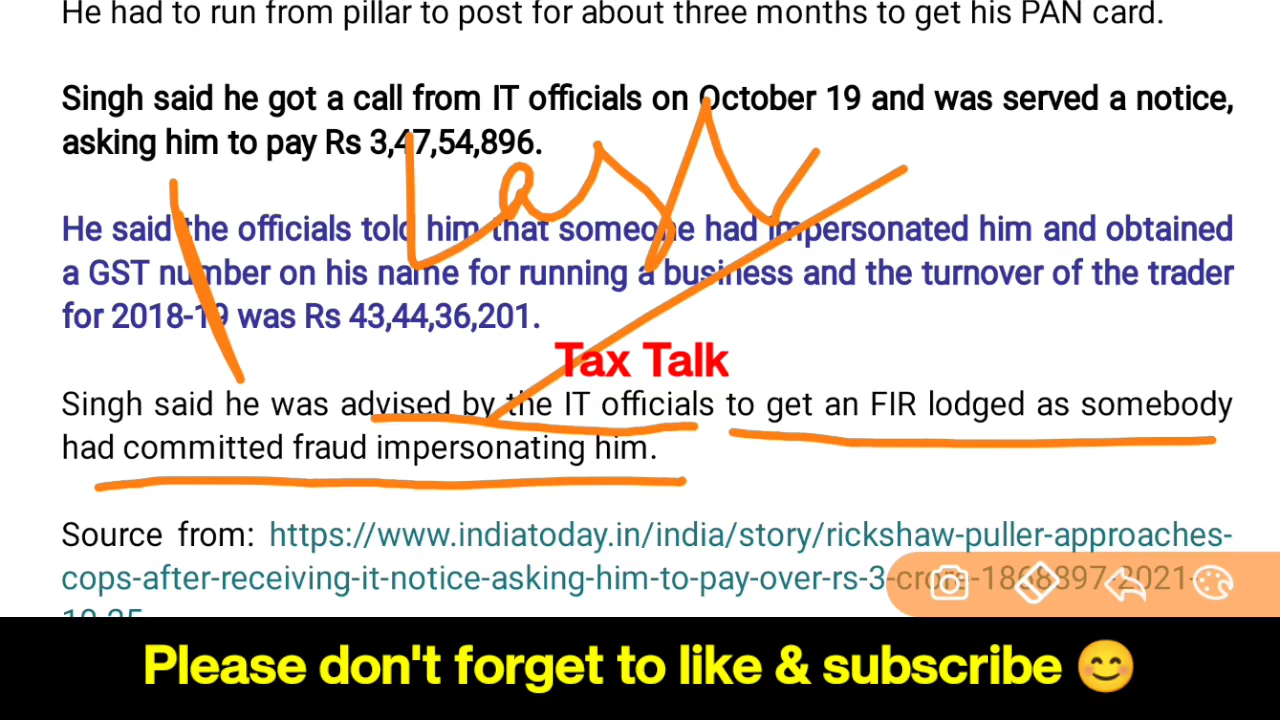 He had to run from pillar to post for about three months to get his PAN card.
Singh said he got a call from IT officials on October 19 and was served a notice,
asking him to pay Rs 3,47,54,896.
Last
He said the officials told him that someone had impersonated him and obtained
a GST number on his name for running a business and the turnover of the trader
for 2018-19 was Rs 43,44,36,201.
Tax Talk
Singh said he was advised by the IT officials to get an FIR lodged as somebody
had committed fraud impersonating him.
Source from: https://www.indiatoday.in/india/story/rickshaw-puller-approaches-
cops-after-receiving-it-notice-asking-him-to-pay-over-rs-3-crore-1868897-2021-
10-25
Please don't forget to like & subscribe 😊